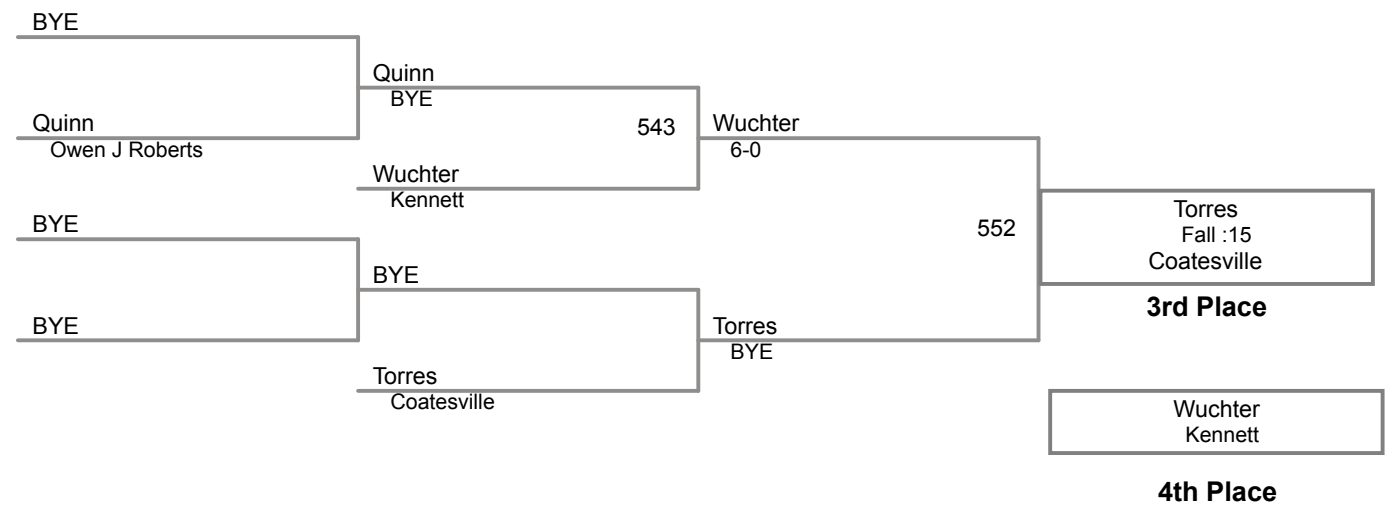 BYE
Quinn
Owen J Roberts
BYE
BYE
Quinn
BYE
543
Wuchter
Kennett
BYE
Torres
Coatesville
Wuchter
6-0
552
Torres
BYE
Torres
Fall :15
Coatesville
3rd Place
Wuchter
Kennett
4th Place